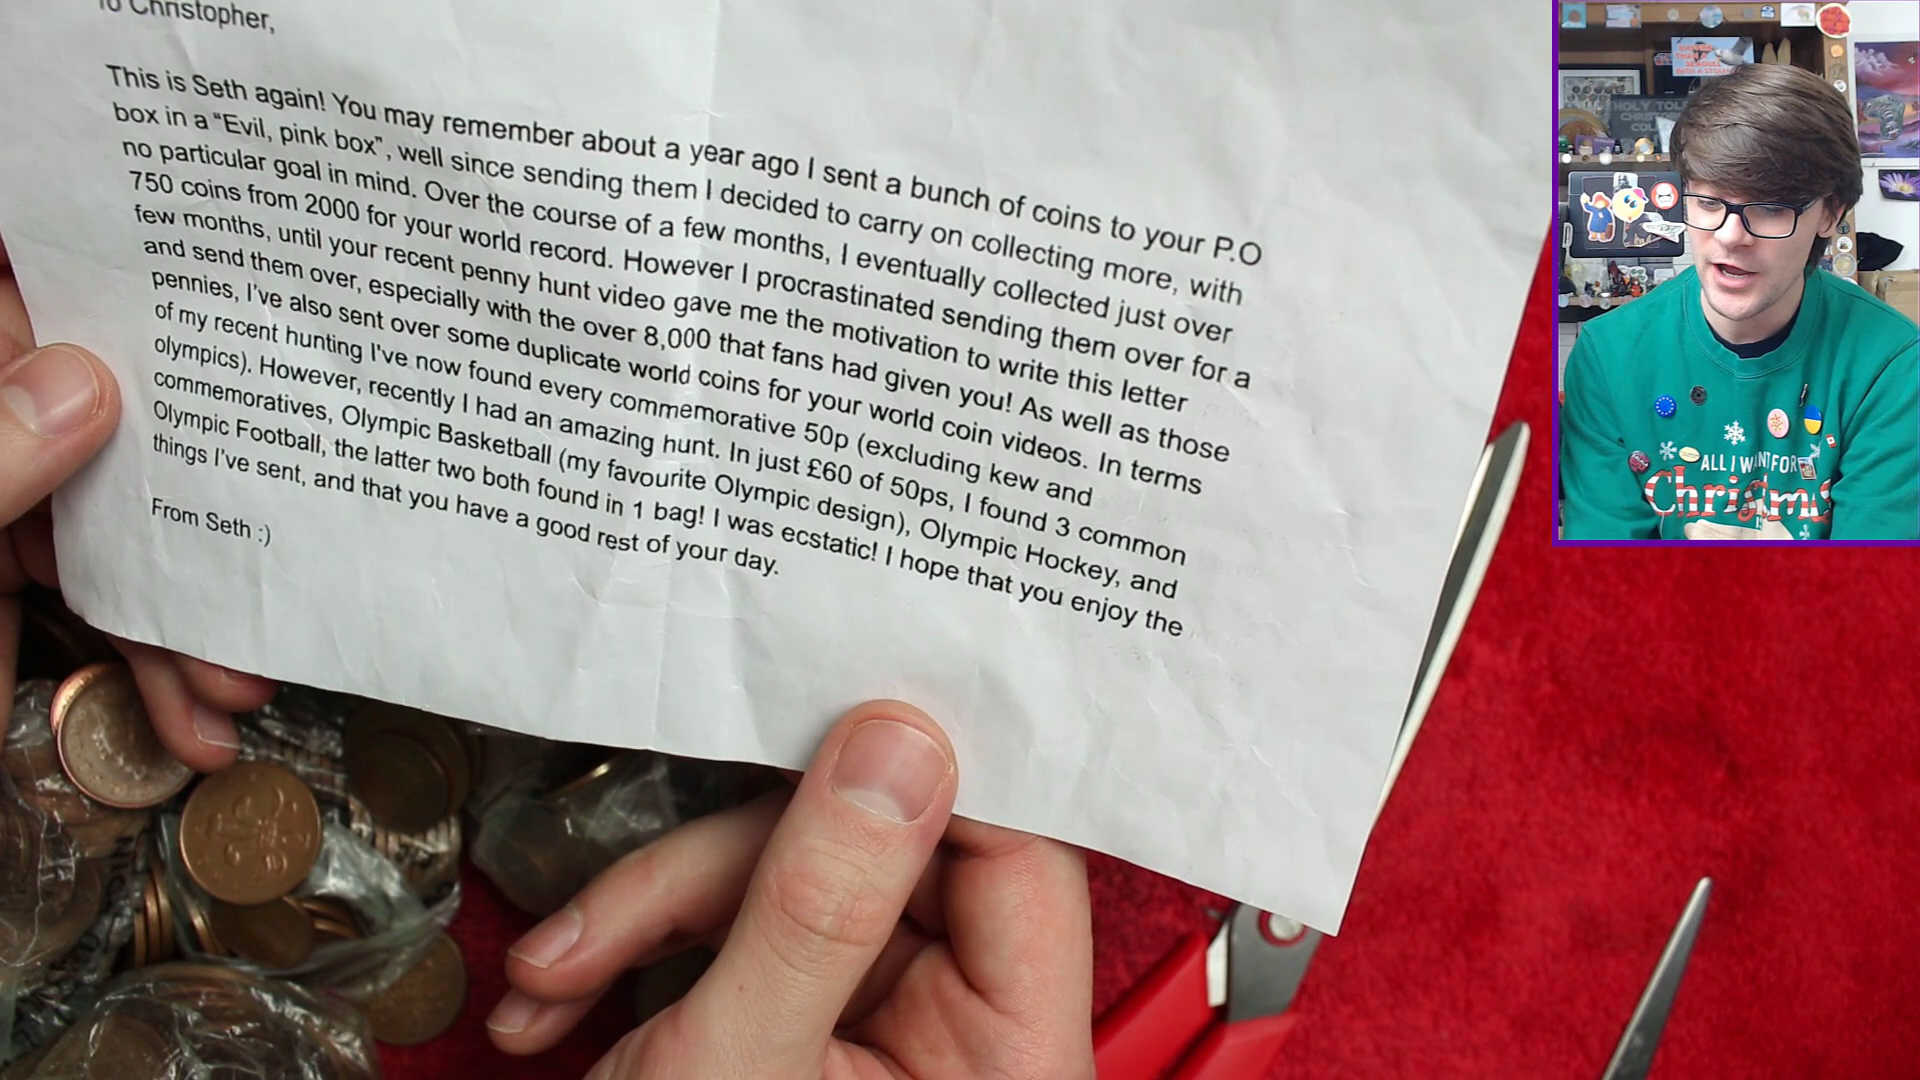 To Christopher,
This is Seth again! You may remember about a year ago I sent a bunch of coins to your P.O
box in a “Evil, pink box”, well since sending them I decided to carry on collecting more, with
no particular goal in mind. Over the course of a few months, I eventually collected just over
750 coins from 2000 for your world record. However I procrastinated sending them over for a
few months, until your recent penny hunt video gave me the motivation to write this letter
and send them over, especially with the over 8,000 that fans had given you! As well as those
pennies, I’ve also sent over some duplicate world coins for your world coin videos. In terms
of my recent hunting I’ve now found every commemorative 50p (excluding kew and
olympics). However, recently I had an amazing hunt. In just £60 of 50ps, I found 3 common
commemoratives, Olympic Basketball (my favourite Olympic design), Olympic Hockey, and
Olympic Football, the latter two both found in 1 bag! I was ecstatic! I hope that you enjoy the
things I’ve sent, and that you have a good rest of your day.
From Seth :)
HOLY TOL
CHRIS
COL
ALL I WANT FOR
Christmas